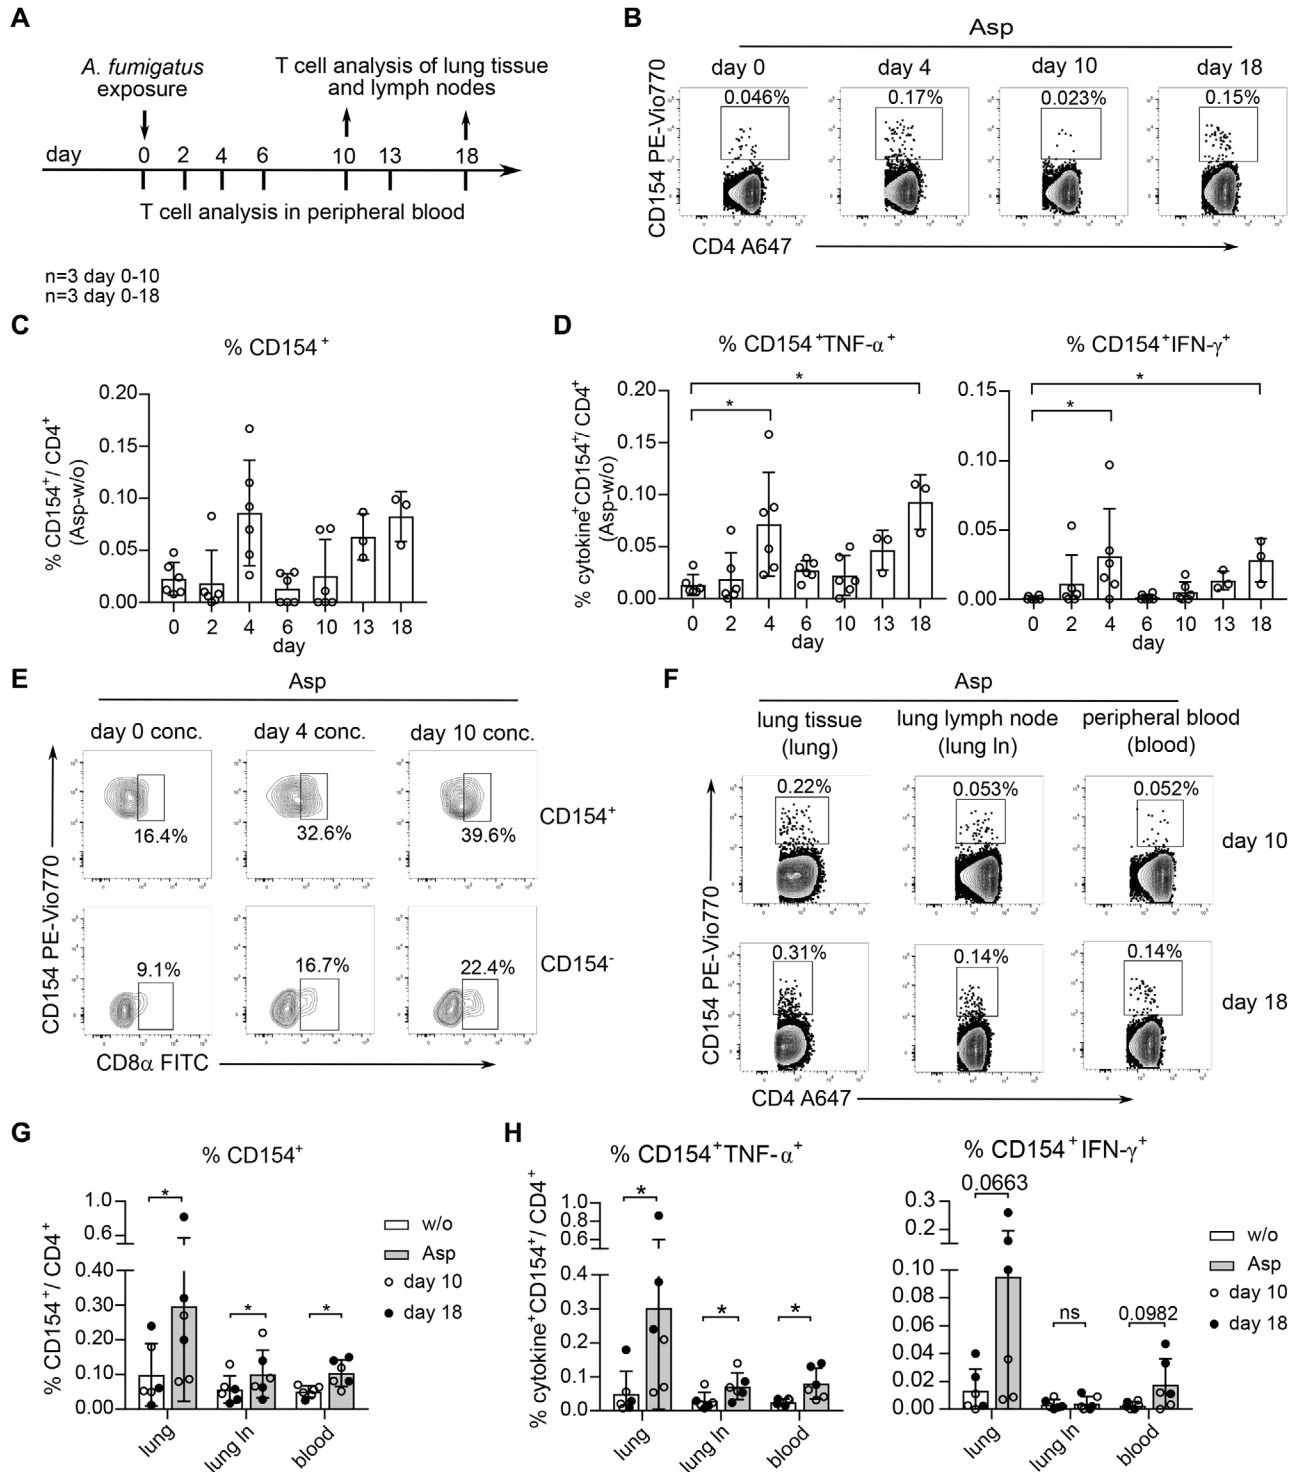 A
A. fumigatus
exposure
T cell analysis of lung tissue
and lymph nodes
day 0 2 4 6 10 13 18
T cell analysis in peripheral blood
n=3 day 0-10
n=3 day 0-18
B
Asp
day 0 day 4 day 10 day 18
0.046% 0.17% 0.023% 0.15%
CD154 PE-Vio770
CD4 A647
C
% CD154+
% CD154+/ CD4+
(Asp-w/o)
0.20
0.15
0.10
0.05
0.00
0 2 4 6 10 13 18
day
D
% CD154+TNF-α+
% cytokine+CD154+/ CD4+
(Asp-w/o)
* *
0.20
0.15
0.10
0.05
0.00
0 2 4 6 10 13 18
day
% CD154+IFN-γ+
* *
0.15
0.10
0.05
0.00
0 2 4 6 10 13 18
day
E
Asp
day 0 conc. day 4 conc. day 10 conc.
16.4% 32.6% 39.6%
CD154+
9.1% 16.7% 22.4%
CD154-
CD154 PE-Vio770
CD8α FITC
F
Asp
lung tissue
(lung)
lung lymph node
(lung ln)
peripheral blood
(blood)
0.22% 0.053% 0.052%
day 10
0.31% 0.14% 0.14%
day 18
CD154 PE-Vio770
CD4 A647
G
% CD154+
% CD154+/ CD4+
* * *
1.0
0.6
0.40
0.30
0.20
0.10
0.00
lung lung ln blood
w/o
Asp
day 10
day 18
H
% CD154+TNF-α+
% cytokine+CD154+/ CD4+
* * *
1.0
0.8
0.6
0.4
0.3
0.2
0.1
0.0
lung lung ln blood
% CD154+IFN-γ+
0.0663
ns
0.0982
0.3
0.2
0.10
0.08
0.06
0.04
0.02
0.00
lung lung ln blood
w/o
Asp
day 10
day 18